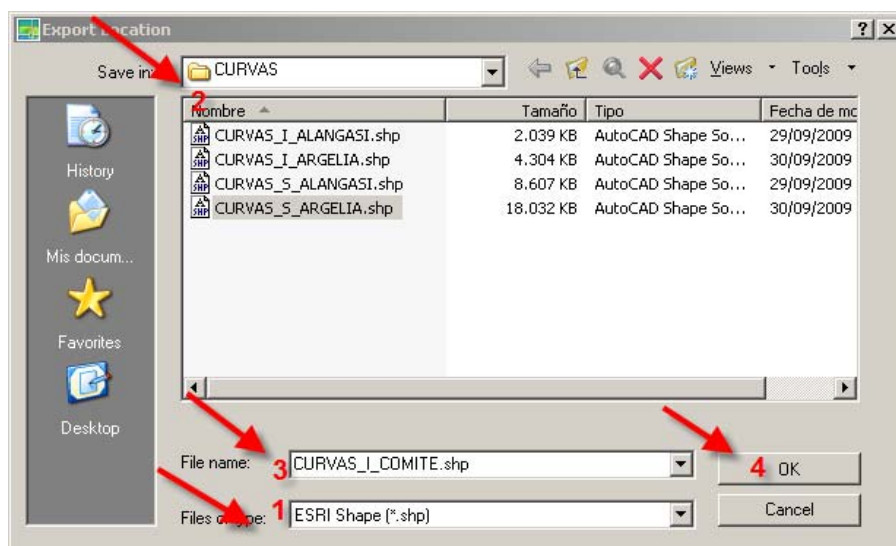 Export Location
Save in: CURVAS Views Tools
2
Nombre Tamaño Tipo Fecha de mo
CURVAS_I_ALANGASI.shp 2.039 KB AutoCAD Shape So... 29/09/2009
CURVAS_I_ARGELIA.shp 4.304 KB AutoCAD Shape So... 30/09/2009
CURVAS_S_ALANGASI.shp 8.607 KB AutoCAD Shape So... 29/09/2009
CURVAS_S_ARGELIA.shp 18.032 KB AutoCAD Shape So... 30/09/2009
History
Mis docum...
Favorites
Desktop
File name: 3 CURVAS_I_COMITE.shp 4 OK
Files of type: 1 ESRI Shape (*.shp) Cancel